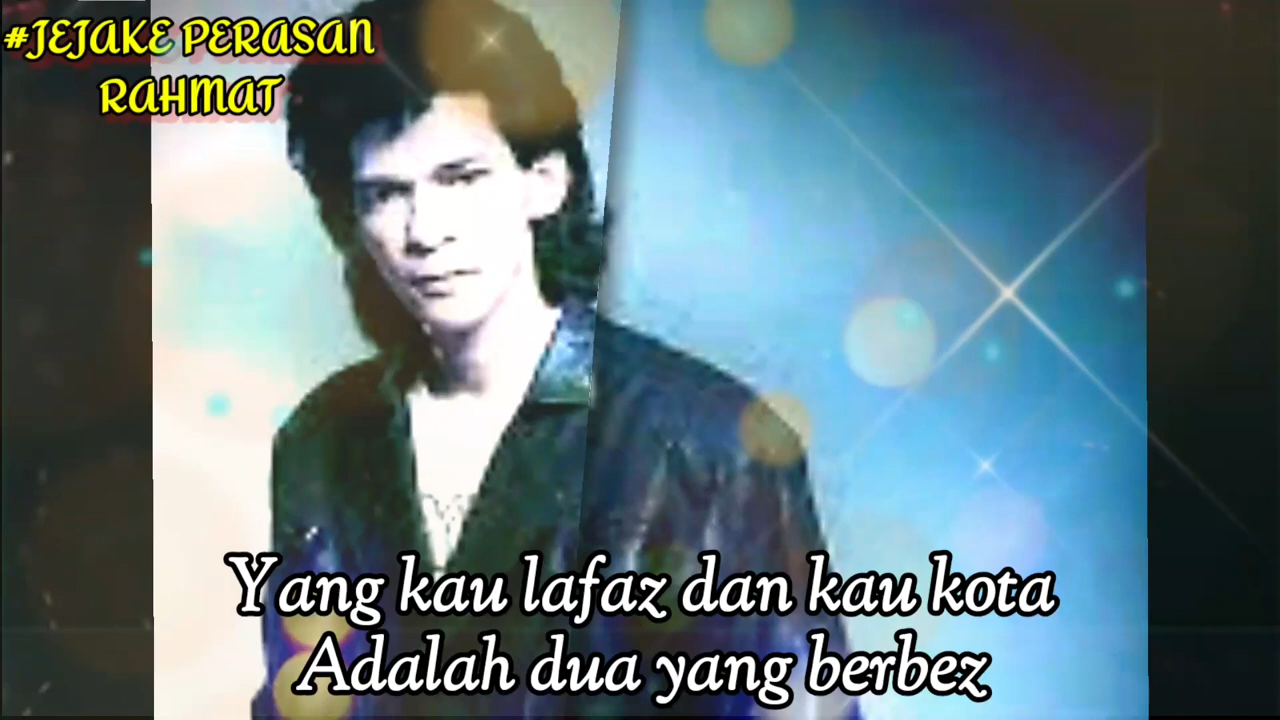 #JEJAKE PERASAN
RAHMAT
Yang kau lafaz dan kau kota
Adalah dua yang berbez